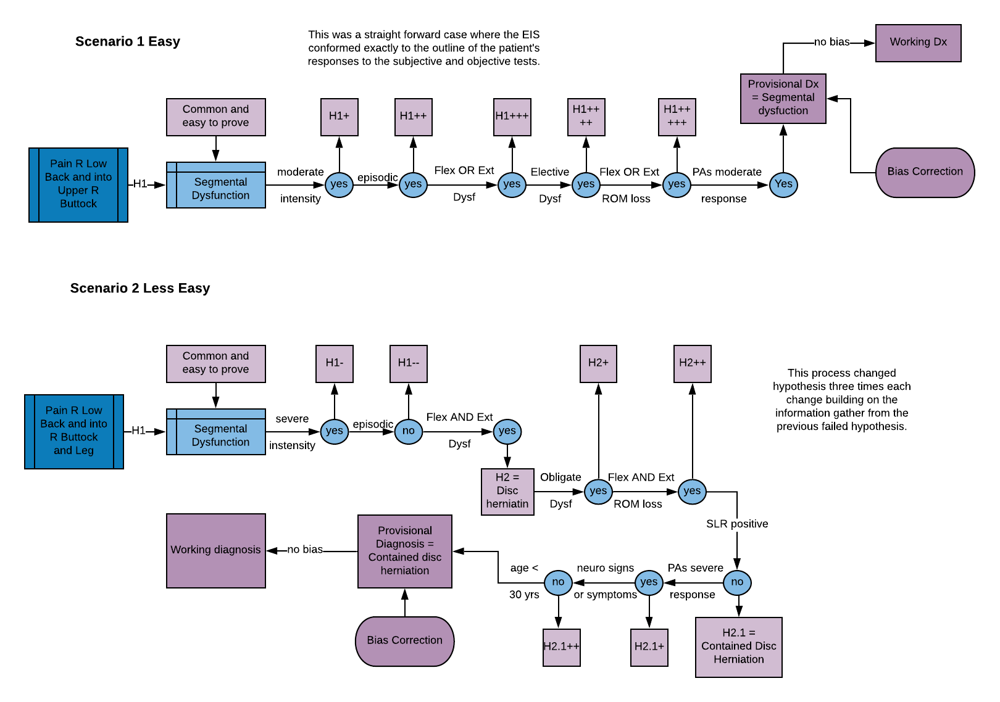 Scenario 1 Easy
This was a straight forward case where the EIS
conformed exactly to the outline of the patient's
responses to the subjective and objective tests.
no bias
Working Dx
Provisional Dx
= Segmental
dysfuction
Bias Correction
Common and
easy to prove
H1+
H1++
H1+++
H1++
++
H1++
+++
Pain R Low
Back and into
Upper R
Buttock
H1
Segmental
Dysfunction
moderate
intensity
yes
episodic
yes
Flex OR Ext
Dysf
yes
Elective
Dysf
yes
Flex OR Ext
ROM loss
yes
PAs moderate
response
Yes
Scenario 2 Less Easy
Common and
easy to prove
H1-
H1--
H2+
H2++
This process changed
hypothesis three times each
change building on the
information gather from the
previous failed hypothesis.
Pain R Low
Back and into
R Buttock
and Leg
H1
Segmental
Dysfunction
severe
instensity
yes
episodic
no
Flex AND Ext
Dysf
yes
H2 =
Disc
herniatin
Obligate
Dysf
yes
Flex AND Ext
ROM loss
yes
SLR positive
no
H2.1 =
Contained Disc
Herniation
PAs severe
response
yes
H2.1+
neuro signs
or symptoms
no
H2.1++
age <
30 yrs
Provisional
Diagnosis =
Contained disc
herniation
Bias Correction
no bias
Working diagnosis